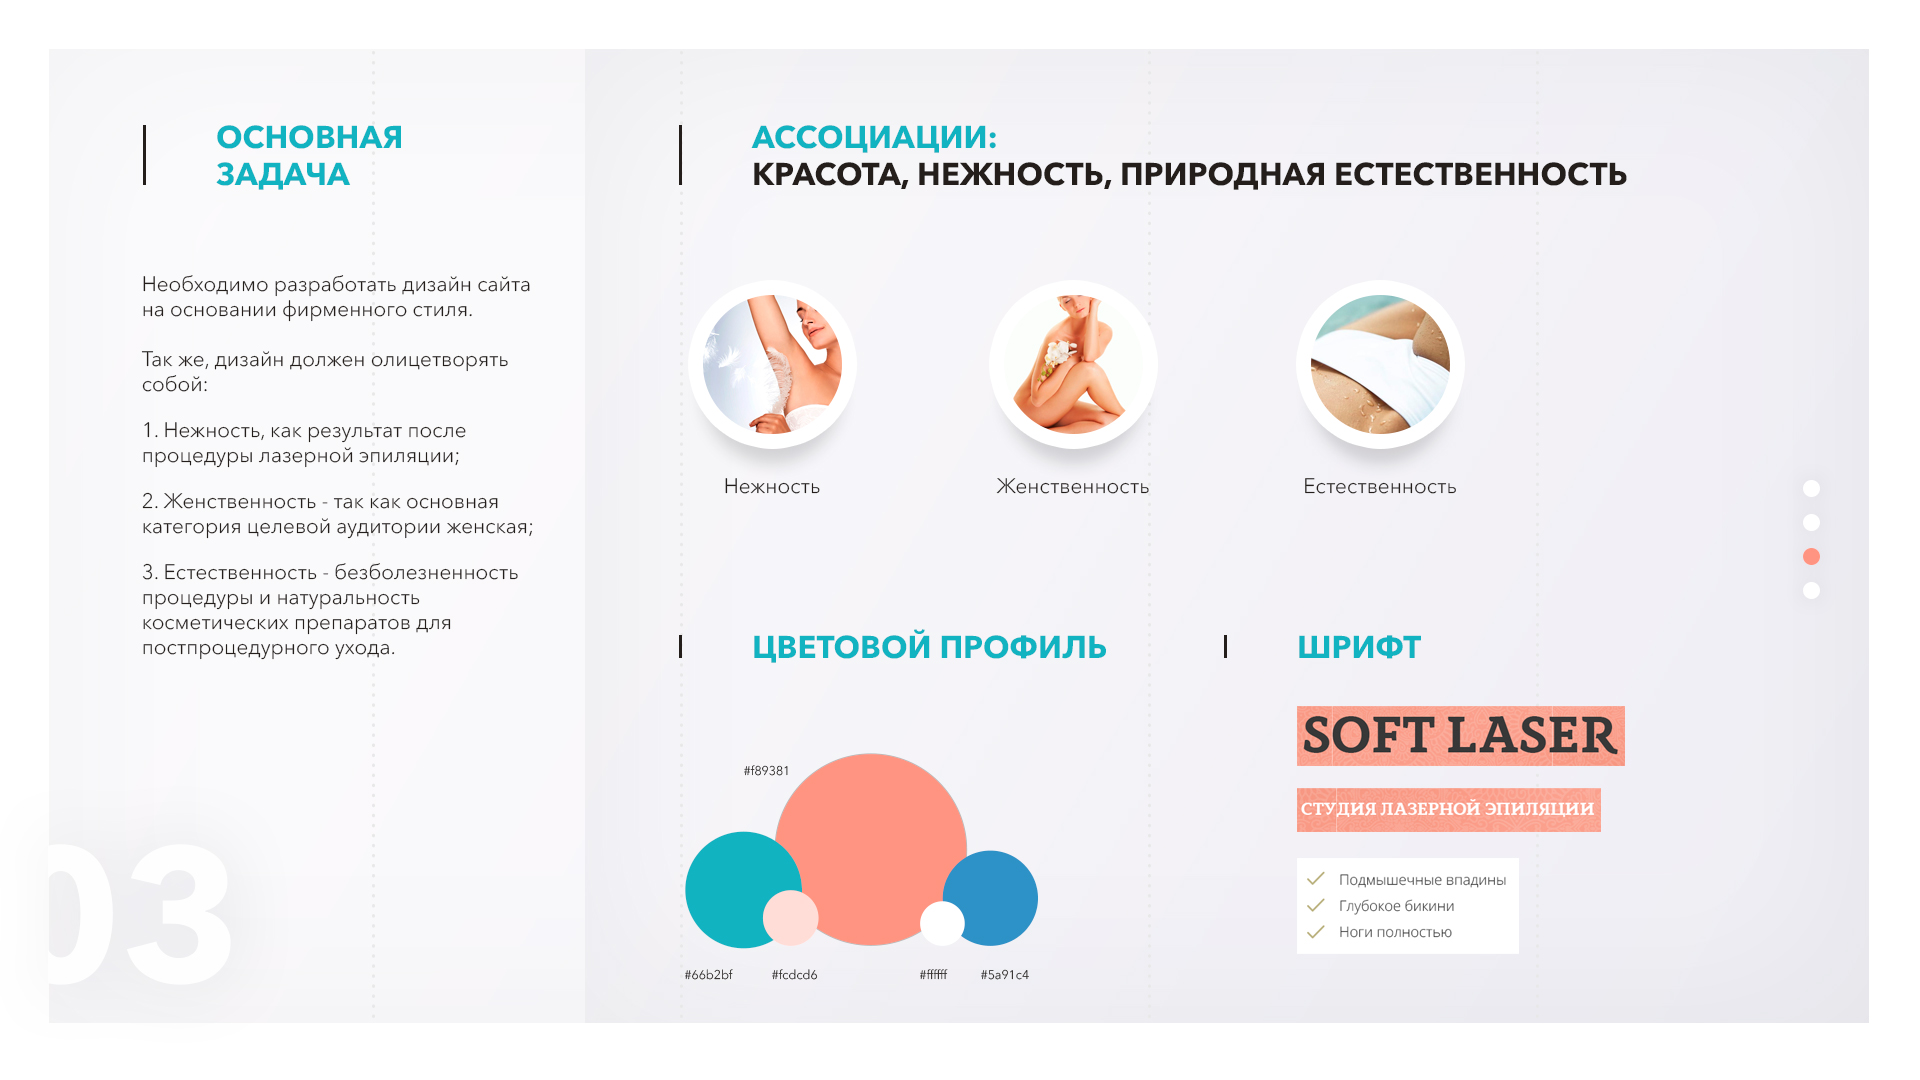 ОСНОВНАЯ
ЗАДАЧА
Необходимо разработать дизайн сайта
на основании фирменного стиля.
Так же, дизайн должен олицетворять
собой:
1. Нежность, как результат после
процедуры лазерной эпиляции;
2. Женственность - так как основная
категория целевой аудитории женская;
3. Естественность - безболезненность
процедуры и натуральность
косметических препаратов для
постпроцедурного ухода.
03
АССОЦИАЦИИ:
КРАСОТА, НЕЖНОСТЬ, ПРИРОДНАЯ ЕСТЕСТВЕННОСТЬ
Нежность
Женственность
Естественность
ЦВЕТОВОЙ ПРОФИЛЬ
#f89381
#66b2bf
#fcdcd6
#ffffff
#5a91c4
ШРИФТ
SOFT LASER
СТУДИЯ ЛАЗЕРНОЙ ЭПИЛЯЦИИ
Подмышечные впадины
Глубокое бикини
Ноги полностью